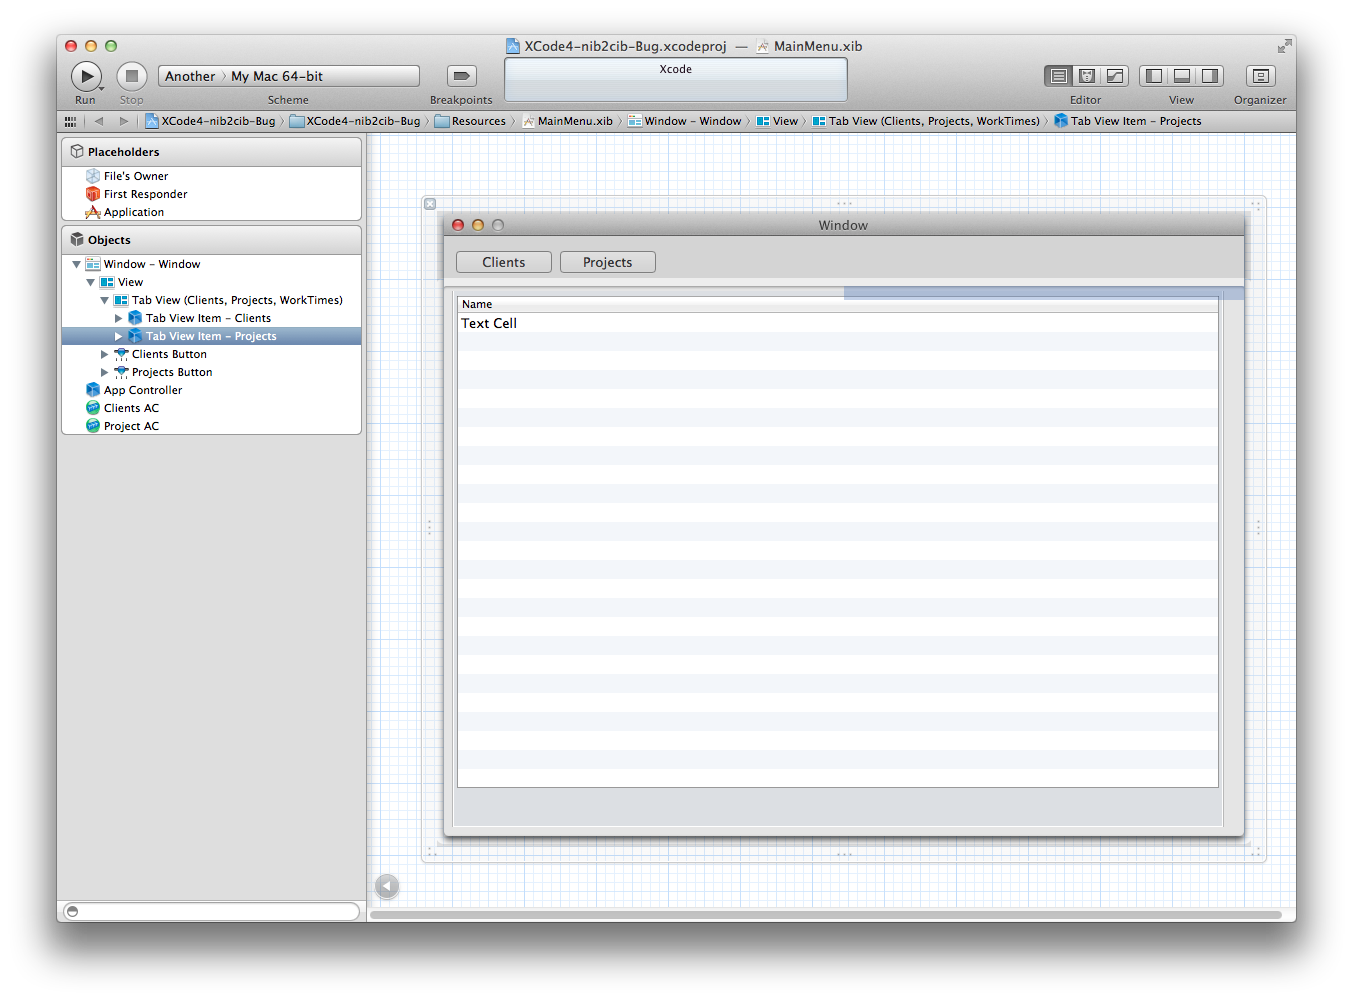 XCode4-nib2cib-Bug.xcodeproj — MainMenu.xib
Another My Mac 64-bit
Xcode
Run Stop Scheme Breakpoints Editor View Organizer
XCode4-nib2cib-Bug XCode4-nib2cib-Bug Resources MainMenu.xib Window - Window View Tab View (Clients, Projects, WorkTimes) Tab View Item - Projects
Placeholders
File's Owner
First Responder
Application
Objects
Window - Window
View
Tab View (Clients, Projects, WorkTimes)
Tab View Item - Clients
Tab View Item - Projects
Clients Button
Projects Button
App Controller
Clients AC
Project AC
Window
Clients Projects
Name
Text Cell